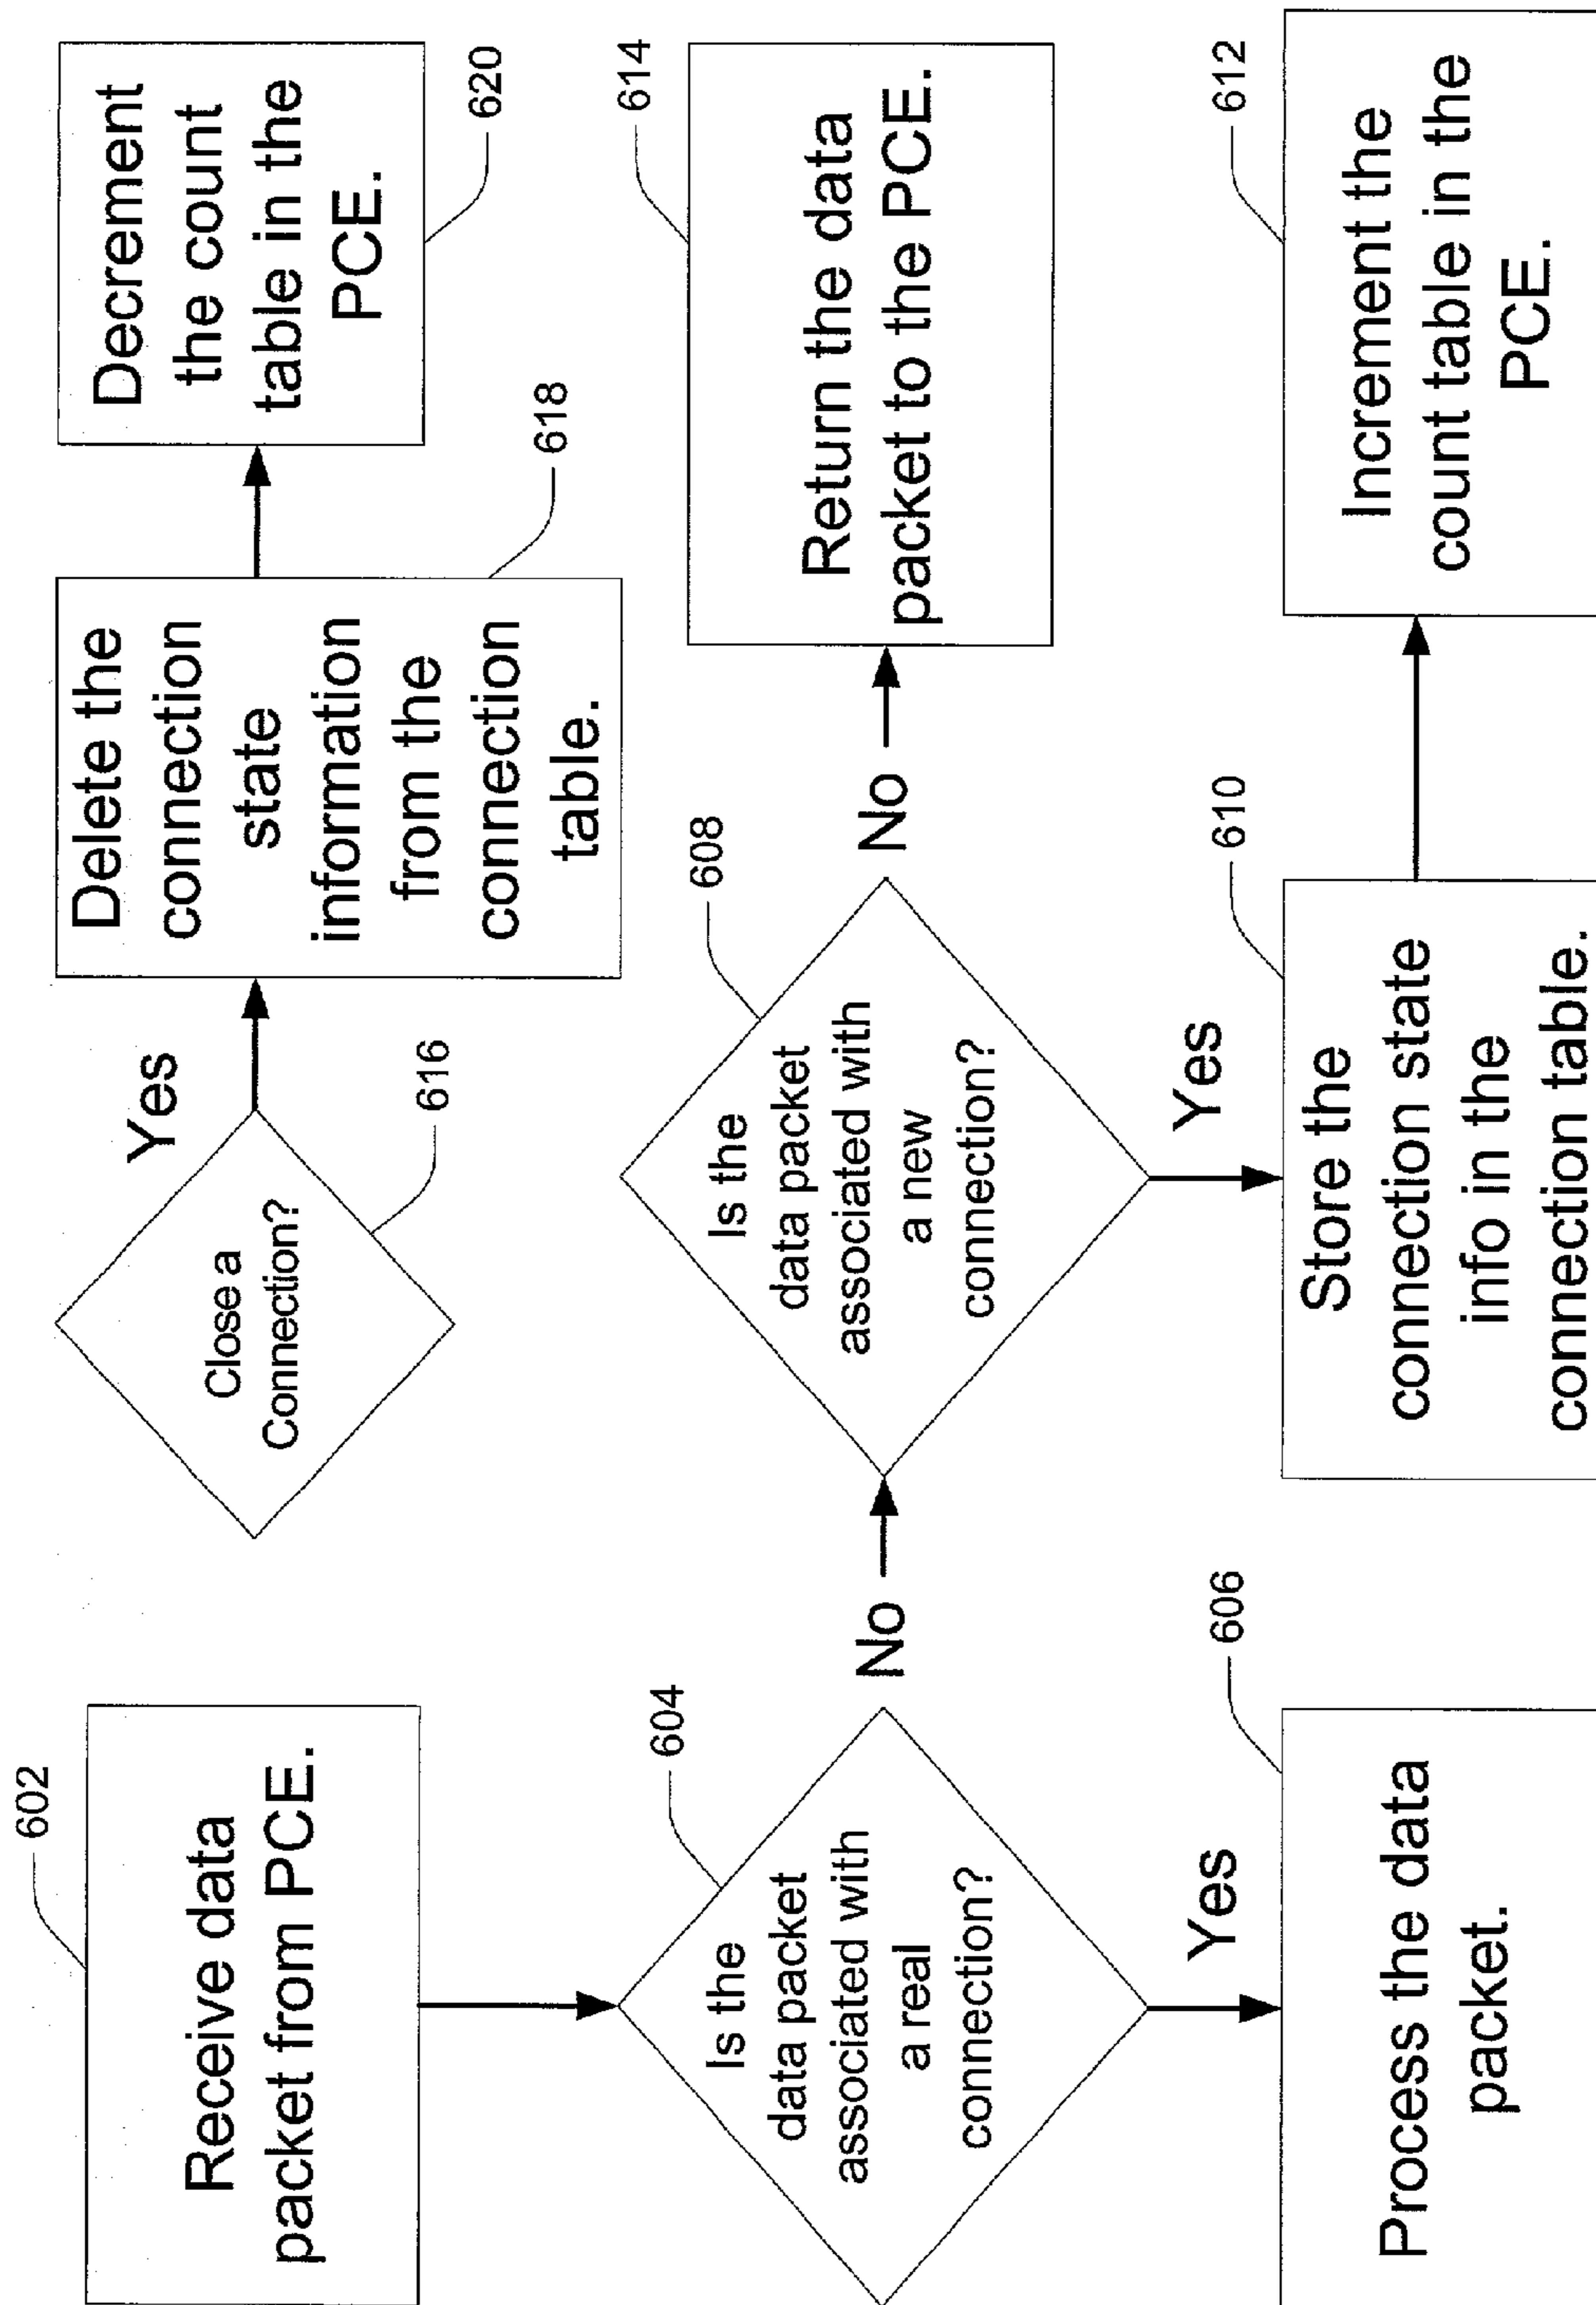 602
Receive data
packet from PCE.
604
Is the
data packet
associated with
a real
connection?
No
Yes
606
Process the data
packet.
608
Is the
data packet
associated with
a new
connection?
No
Yes
610
Store the
connection state
info in the
connection table.
612
Increment the
count table in the
PCE.
614
Return the data
packet to the PCE.
616
Close a
Connection?
Yes
618
Delete the
connection
state
information
from the
connection
table.
620
Decrement
the count
table in the
PCE.